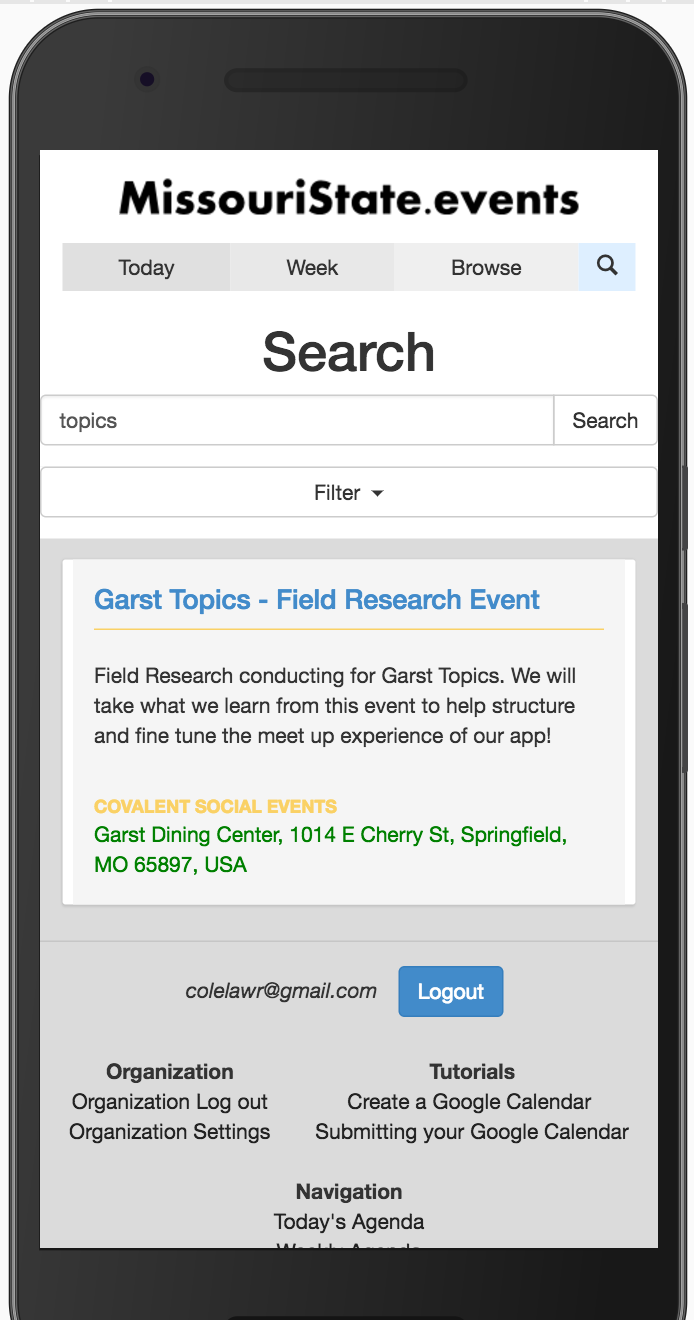 MissouriState.events
Today Week Browse
Search
topics Search
Filter
Garst Topics - Field Research Event
Field Research conducting for Garst Topics. We will
take what we learn from this event to help structure
and fine tune the meet up experience of our app!
COVALENT SOCIAL EVENTS
Garst Dining Center, 1014 E Cherry St, Springfield,
MO 65897, USA
colelawr@gmail.com Logout
Organization
Organization Log out
Organization Settings
Tutorials
Create a Google Calendar
Submitting your Google Calendar
Navigation
Today's Agenda
Weekly Agenda